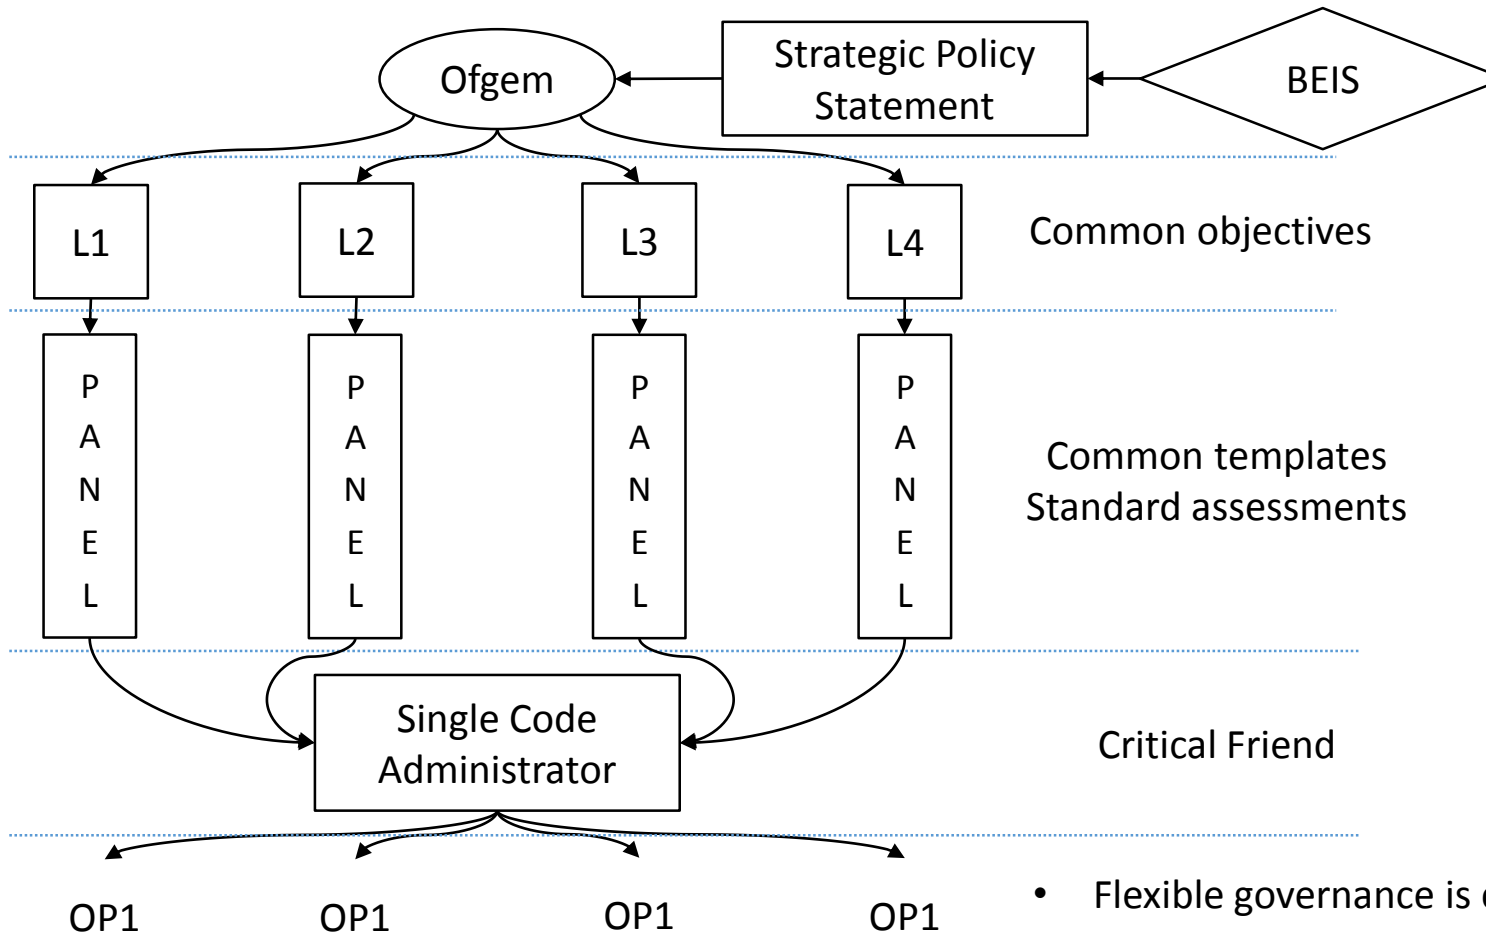 Ofgem
Strategic Policy
Statement
BEIS
L1
L2
L3
L4
Common objectives
P
A
N
E
L
P
A
N
E
L
P
A
N
E
L
P
A
N
E
L
Common templates
Standard assessments
Single Code
Administrator
Critical Friend
OP1
OP1
OP1
OP1
• Flexible governance is